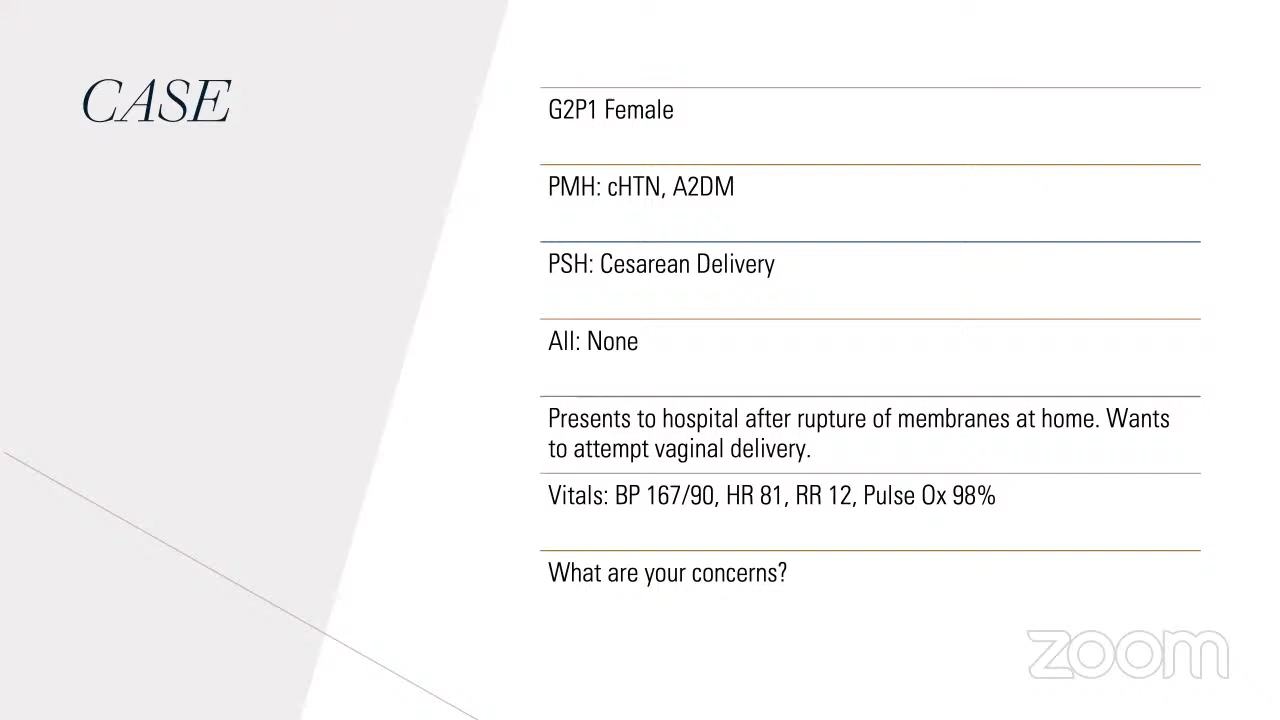 CASE
G2P1 Female
PMH: cHTN, A2DM
PSH: Cesarean Delivery
All: None
Presents to hospital after rupture of membranes at home. Wants
to attempt vaginal delivery.
Vitals: BP 167/90, HR 81, RR 12, Pulse Ox 98%
What are your concerns?
zoom